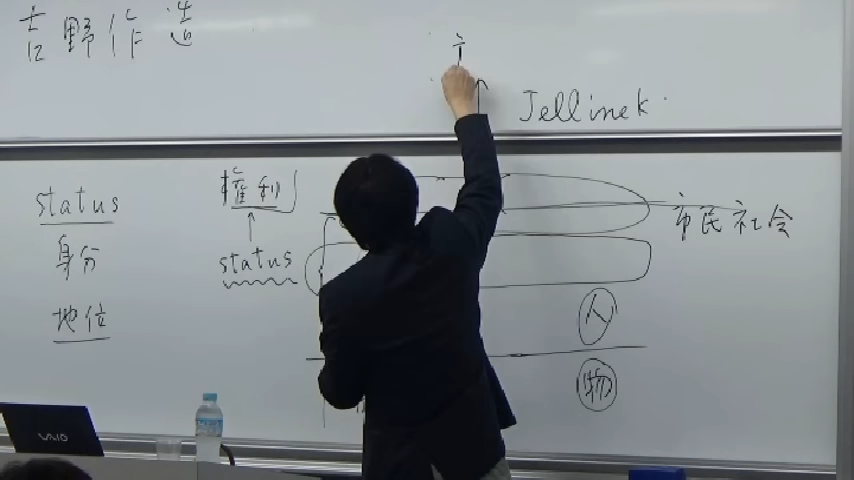 吉野作造
Jellinek
status
身分
地位
権利
status
市民社会
人
物
VAIO